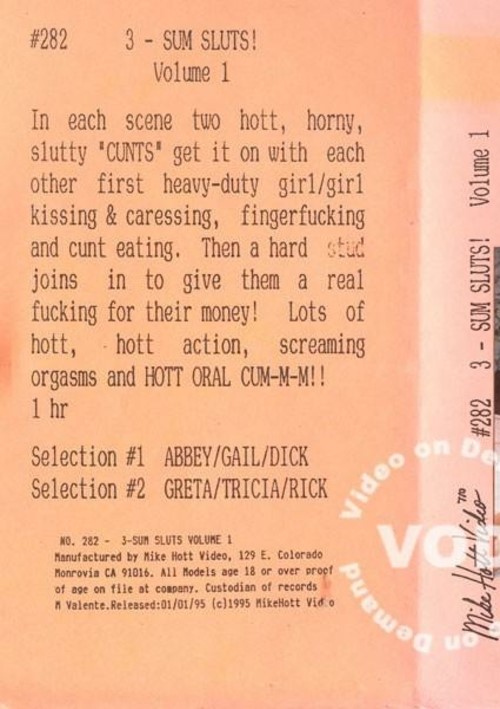 #282 3 - SUM SLUTS!
Volume 1
In each scene two hott, horny,
slutty "CUNTS" get it on with each
other first heavy-duty girl/girl
kissing & caressing, fingerfucking
and cunt eating. Then a hard stud
joins in to give them a real
fucking for their money! Lots of
hott, hott action, screaming
orgasms and HOTT ORAL CUM-M-M!!
1 hr
Selection #1 ABBEY/GAIL/DICK
Selection #2 GRETA/TRICIA/RICK
NO. 282 - 3-SUM SLUTS VOLUME 1
Manufactured by Mike Hott Video, 129 E. Colorado
Monrovia CA 91016. All Models age 18 or over proof
of age on file at company. Custodian of records
M Valente.Released:01/01/95 (c)1995 MikeHott Video
#282 3 - SUM SLUTS! Volume 1
Mike Hott Video
Video on De
VO
on Demand